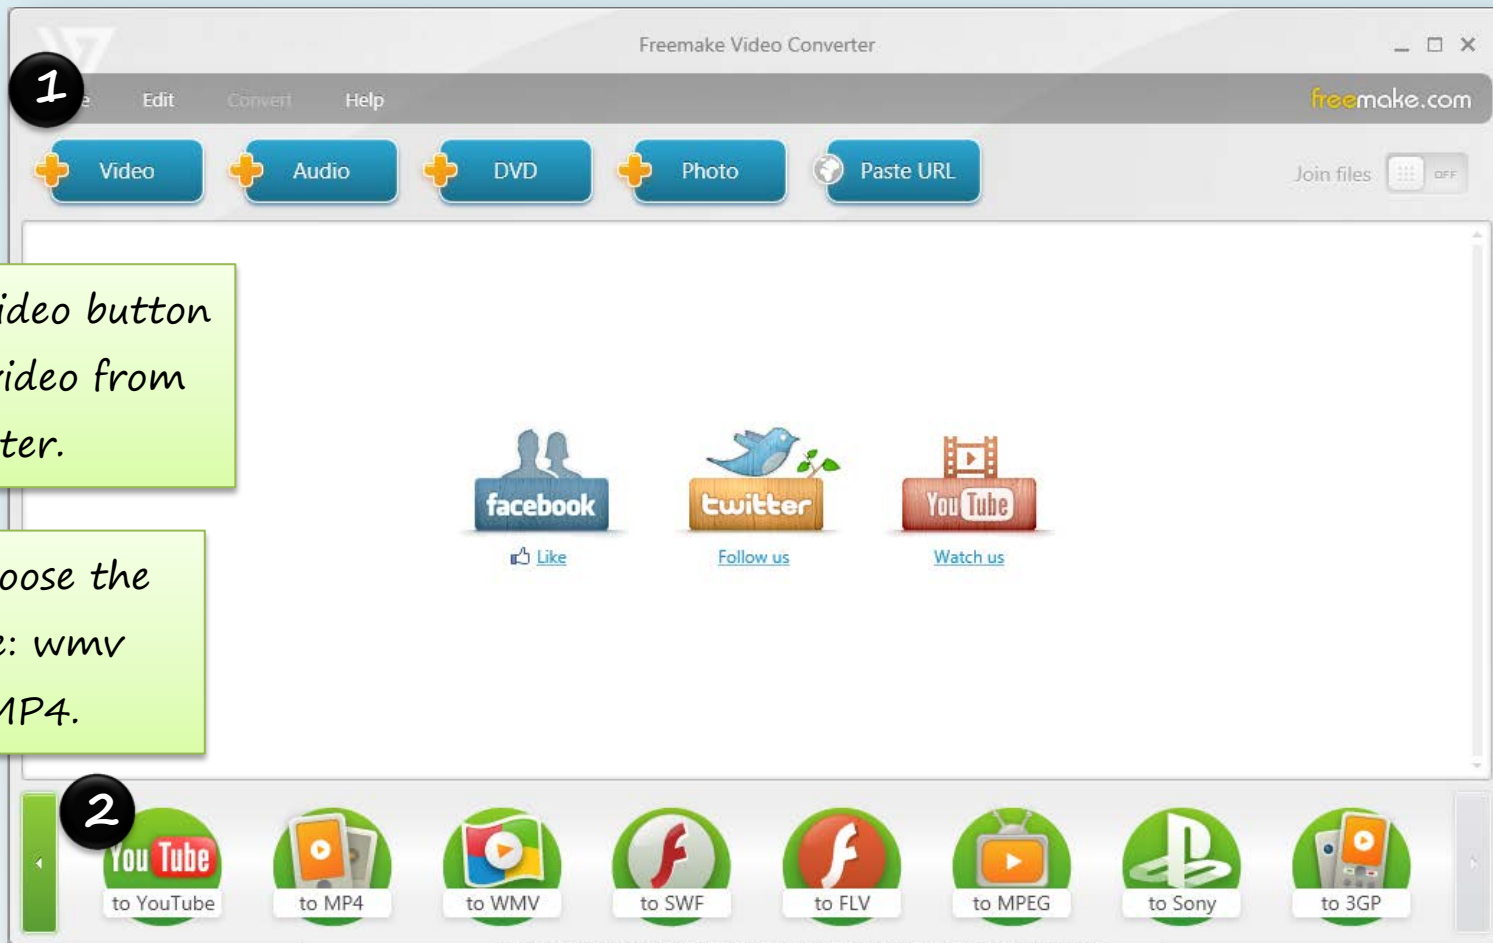 Freemake Video Converter
1
Edit Convert Help
freemake.com
Video Audio DVD Photo Paste URL
Join files OFF
ideo button
video from
ter.
facebook twitter YouTube
Like Follow us Watch us
oose the
e: wmv
MP4.
2
YouTube
to YouTube to MP4 to WMV to SWF to FLV to MPEG to Sony to 3GP